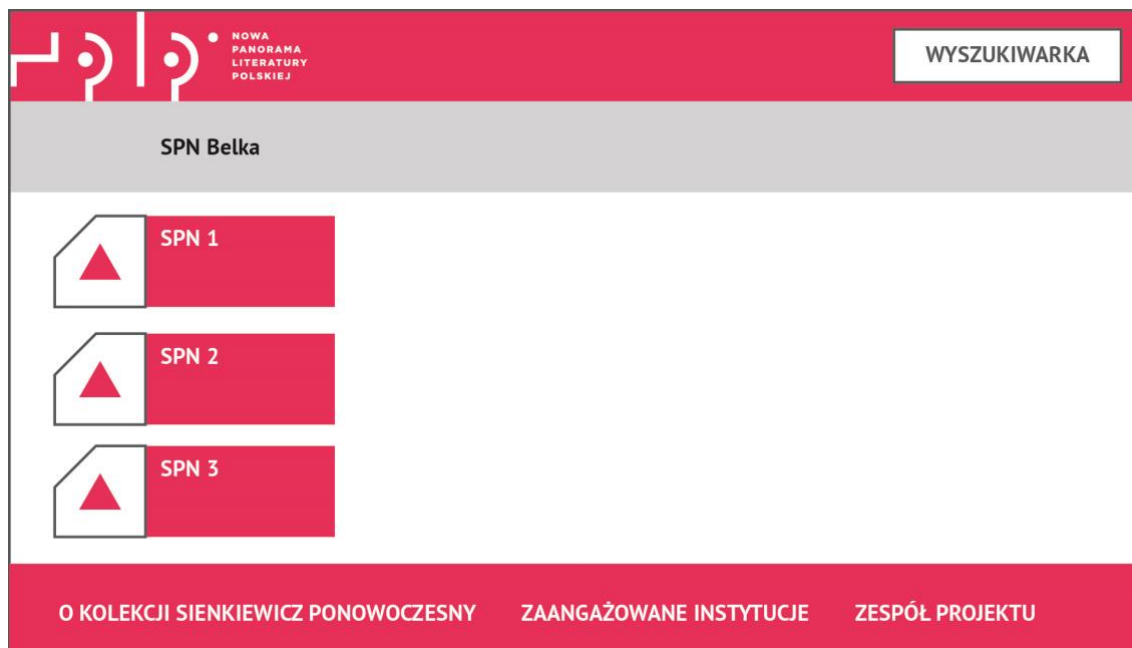 NOWA
PANORAMA
LITERATURY
POLSKIEJ
WYSZUKIWARKA
SPN Belka
SPN 1
SPN 2
SPN 3
O KOLEKCJI SIENKIEWICZ PONOWOCZESNY ZAANGAŻOWANE INSTYTUCJE ZESPÓŁ PROJEKTU